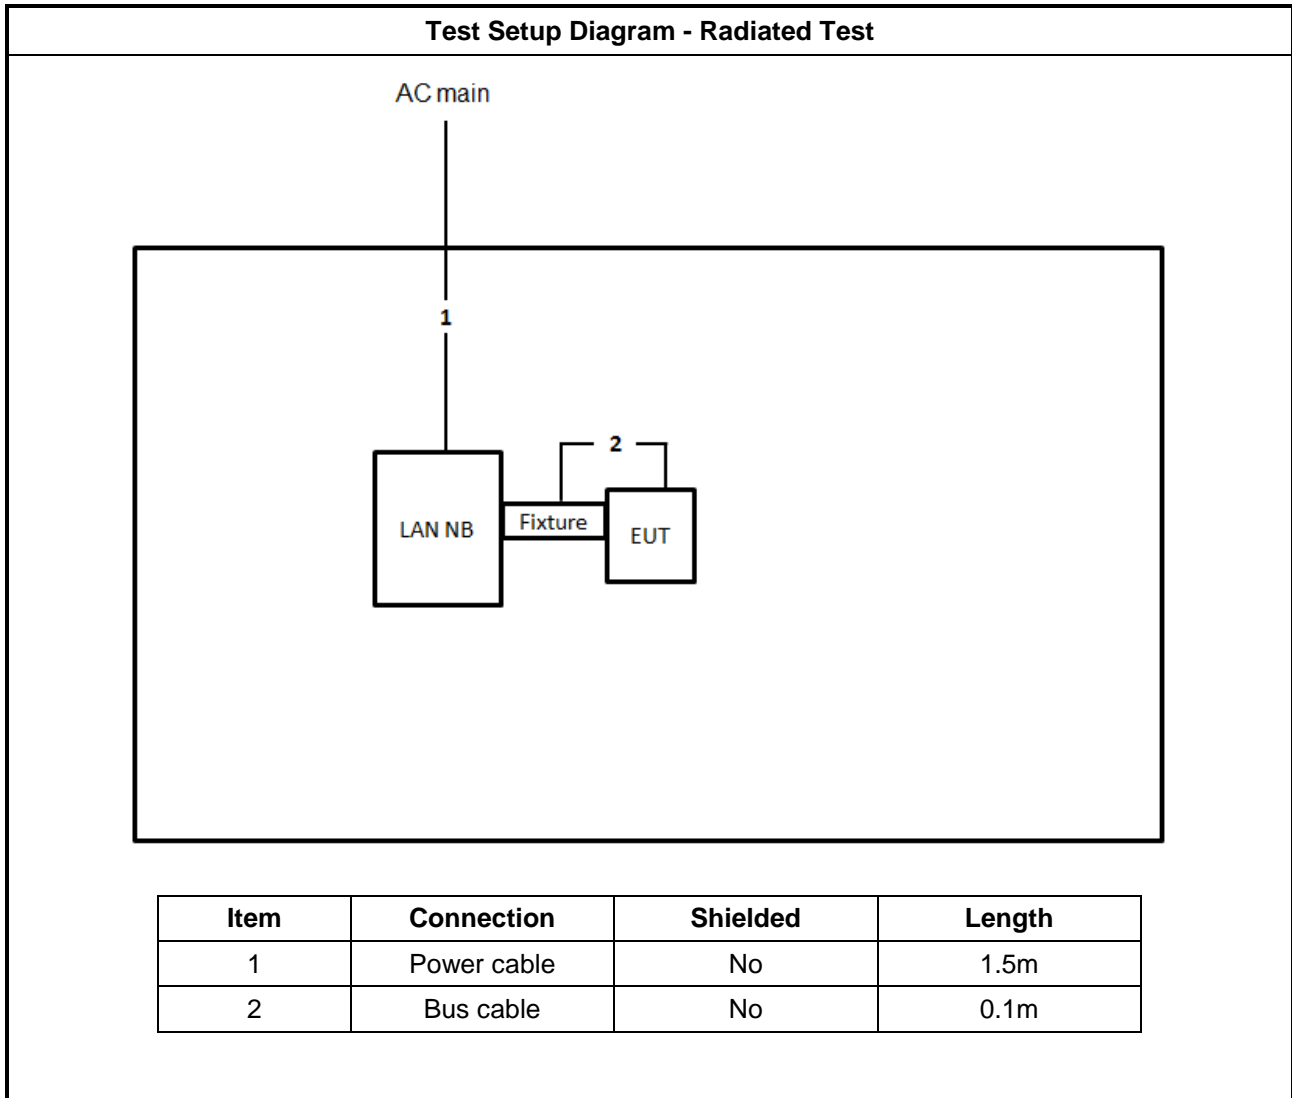 Test Setup Diagram - Radiated Test
AC main
1
2
LAN NB
Fixture
EUT
Item Connection Shielded Length
1 Power cable No 1.5m
2 Bus cable No 0.1m